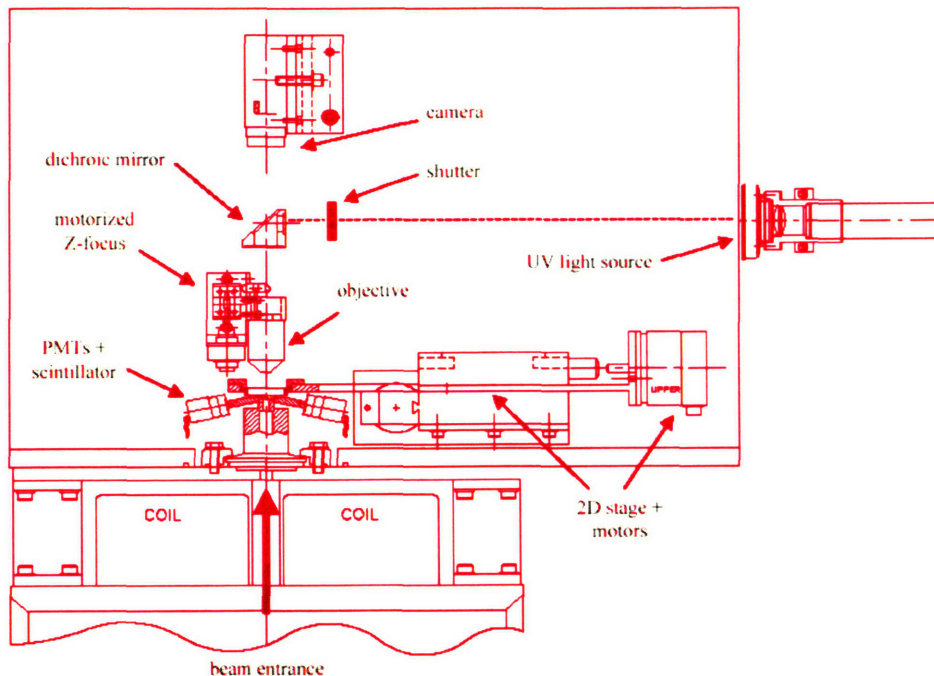 camera
dichroic mirror
shutter
motorized
Z-focus
UV light source
objective
PMTs +
scintillator
UPPER
2D stage +
motors
COIL
COIL
beam entrance